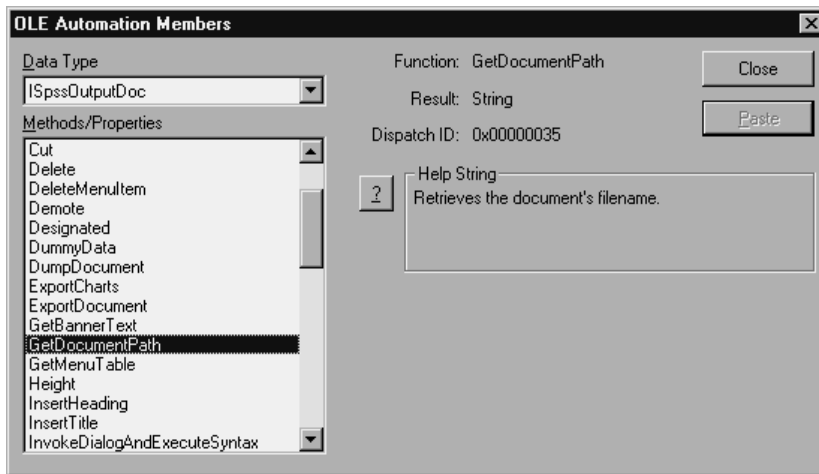 OLE Automation Members
Data Type
ISpssOutputDoc
Methods/Properties
Cut
Delete
DeleteMenuItem
Demote
Designated
DummyData
DumpDocument
ExportCharts
ExportDocument
GetBannerText
GetDocumentPath
GetMenuTable
Height
InsertHeading
InsertTitle
InvokeDialogAndExecuteSyntax
Function: GetDocumentPath
Result: String
Dispatch ID: 0x00000035
?
Help String
Retrieves the document's filename.
Close
Paste